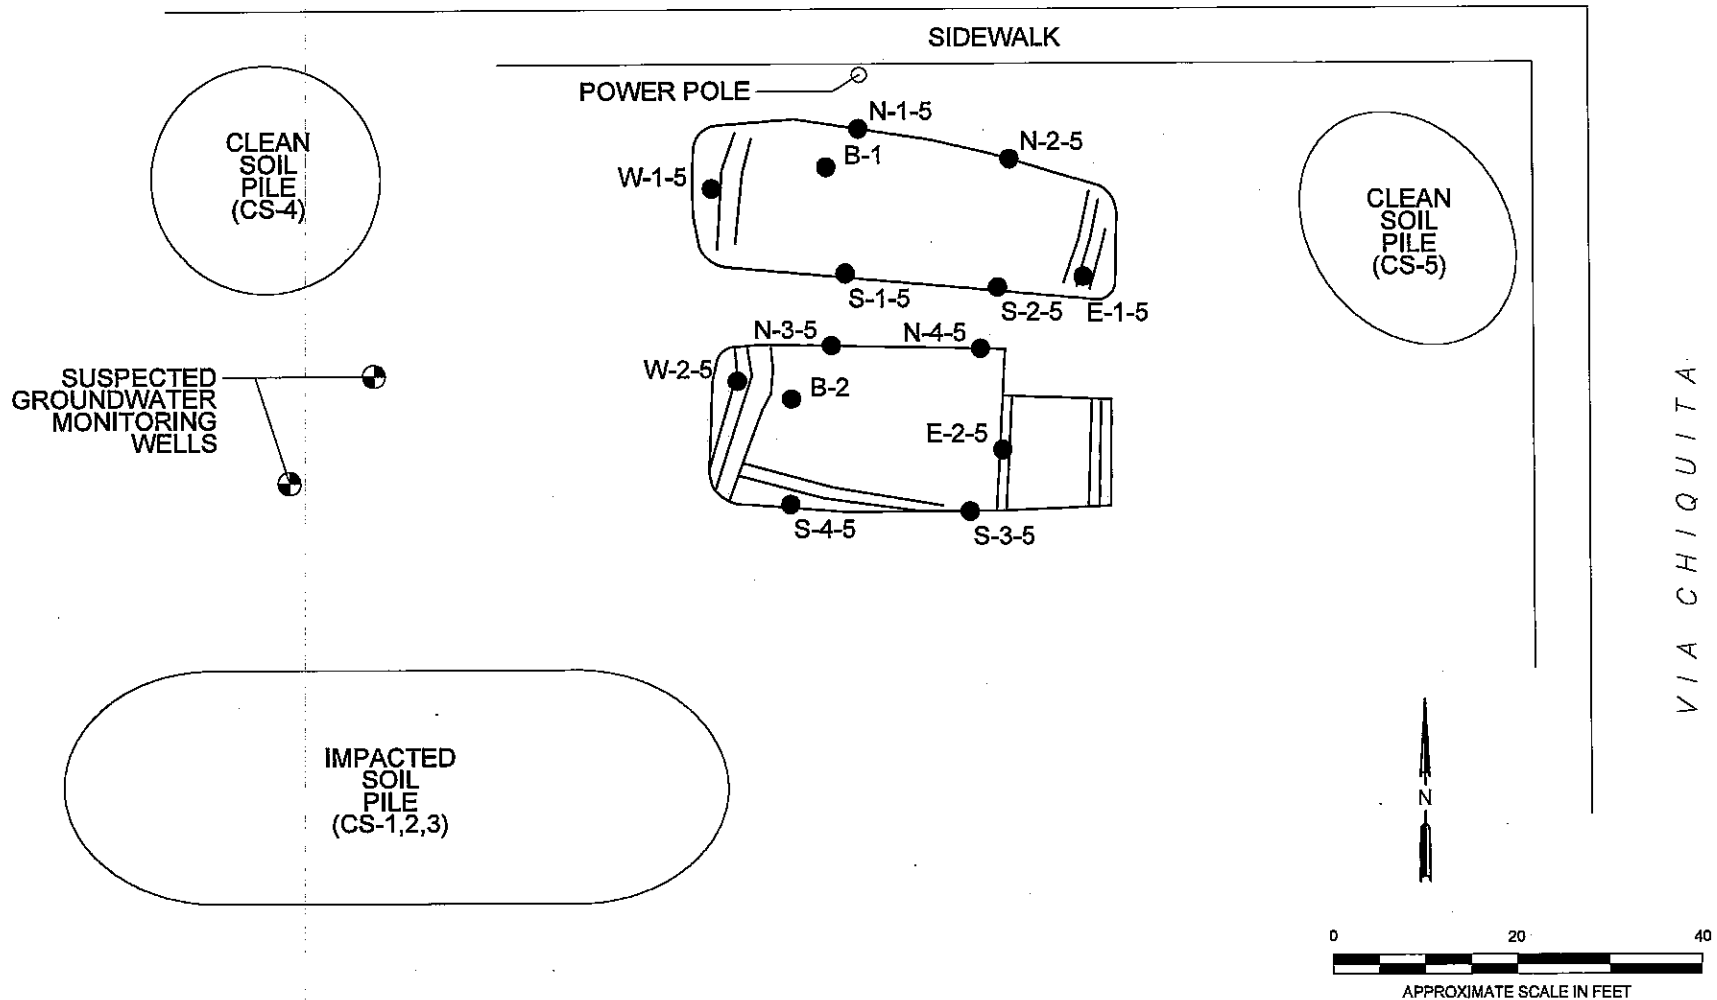 SIDEWALK
POWER POLE
N-1-5
N-2-5
B-1
W-1-5
CLEAN
SOIL
PILE
(CS-4)
CLEAN
SOIL
PILE
(CS-5)
S-1-5
S-2-5
E-1-5
N-3-5
N-4-5
W-2-5
B-2
SUSPECTED
GROUNDWATER
MONITORING
WELLS
E-2-5
S-4-5
S-3-5
VIA CHIQUITA
IMPACTED
SOIL
PILE
(CS-1,2,3)
N
0 20 40
APPROXIMATE SCALE IN FEET